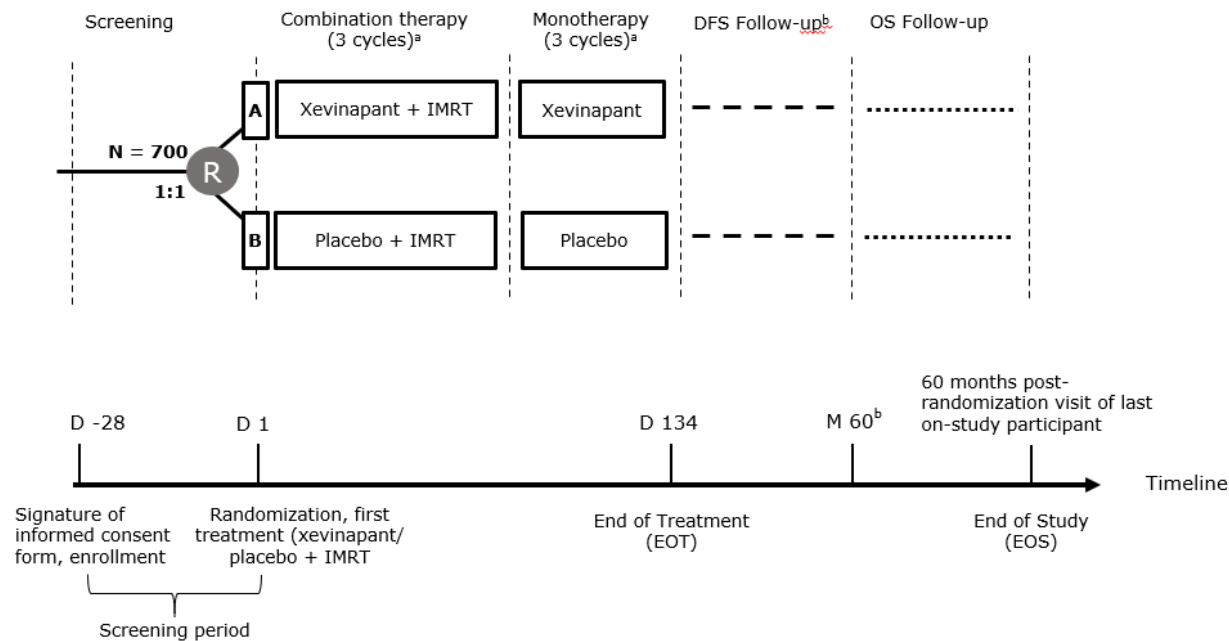 Screening
Combination therapy
(3 cycles)a
Monotherapy
(3 cycles)a
DFS Follow-upb
OS Follow-up
A
Xevinapant + IMRT
Xevinapant
N = 700
R
1:1
B
Placebo + IMRT
Placebo
60 months post-
randomization visit of last
on-study participant
D -28
D 1
D 134
M 60b
Timeline
Signature of
informed consent
form, enrollment
Randomization, first
treatment (xevinapant/
placebo + IMRT
End of Treatment
(EOT)
End of Study
(EOS)
Screening period